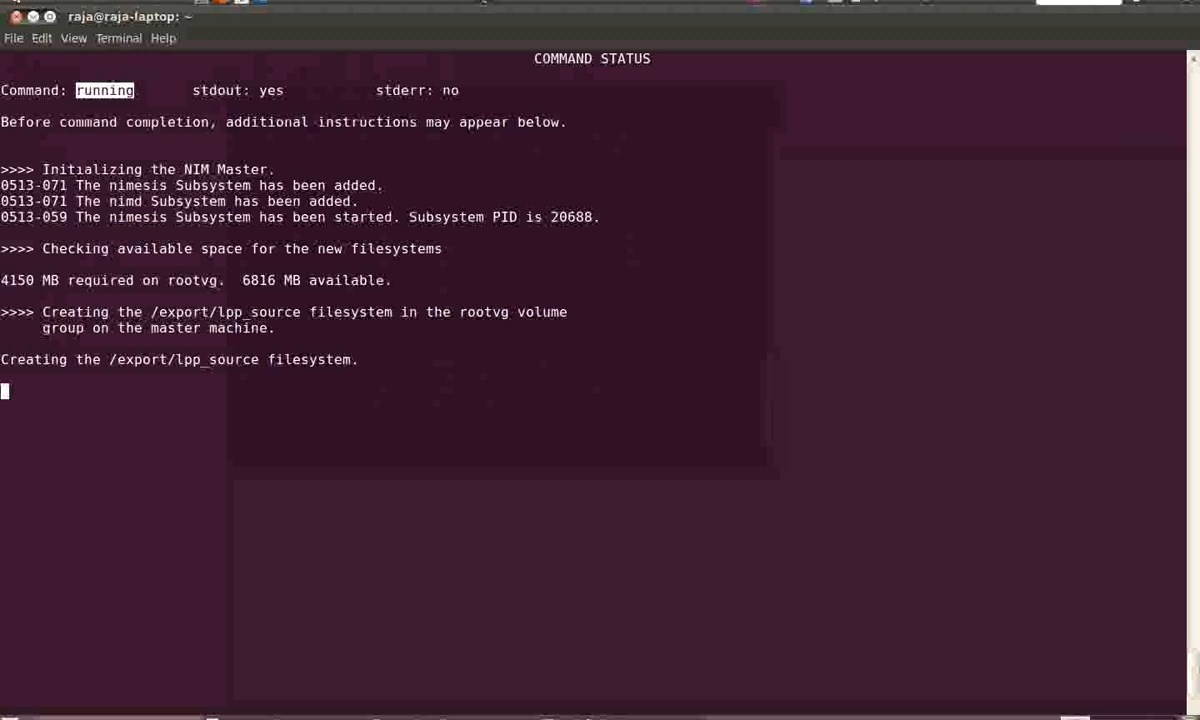 raja@raja-laptop: ~
File Edit View Terminal Help
COMMAND STATUS
Command: running stdout: yes stderr: no
Before command completion, additional instructions may appear below.
>>>> Initializing the NIM Master.
0513-071 The nimesis Subsystem has been added.
0513-071 The nimd Subsystem has been added.
0513-059 The nimesis Subsystem has been started. Subsystem PID is 20688.
>>>> Checking available space for the new filesystems
4150 MB required on rootvg. 6816 MB available.
>>>> Creating the /export/lpp_source filesystem in the rootvg volume
group on the master machine.
Creating the /export/lpp_source filesystem.